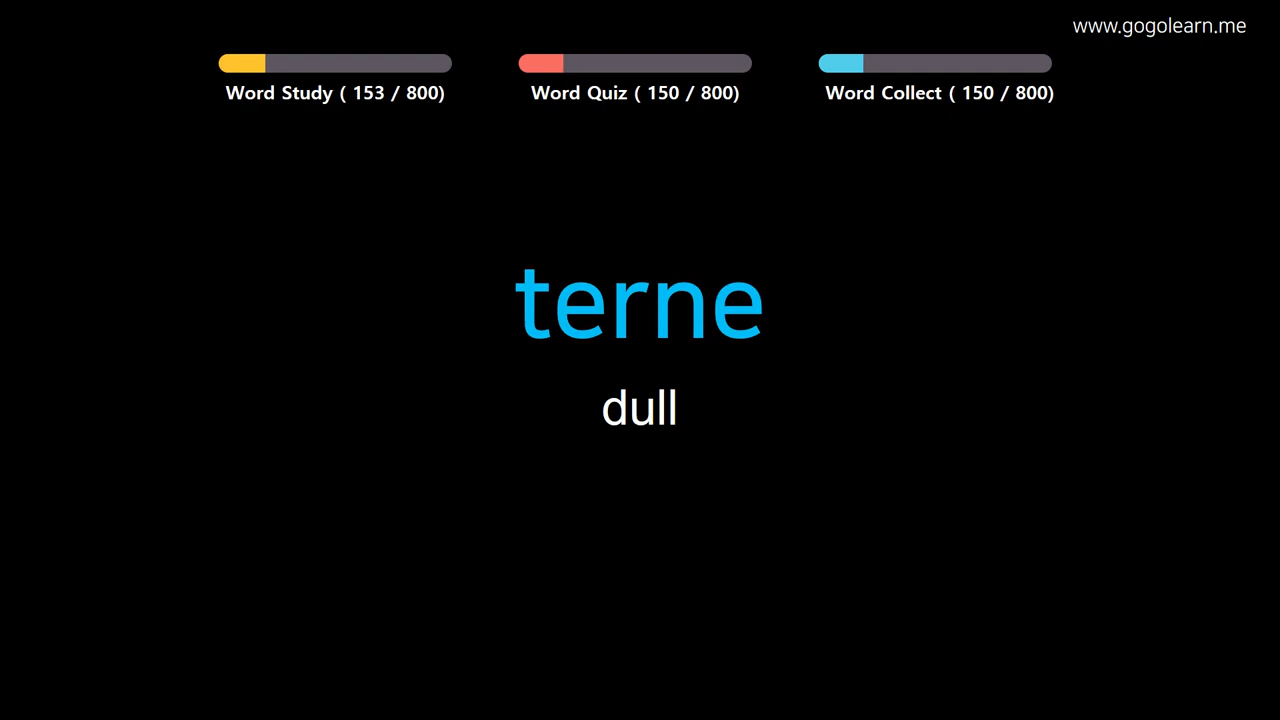 www.gogolearn.me
Word Study ( 153 / 800)
Word Quiz ( 150 / 800)
Word Collect ( 150 / 800)
terne
dull